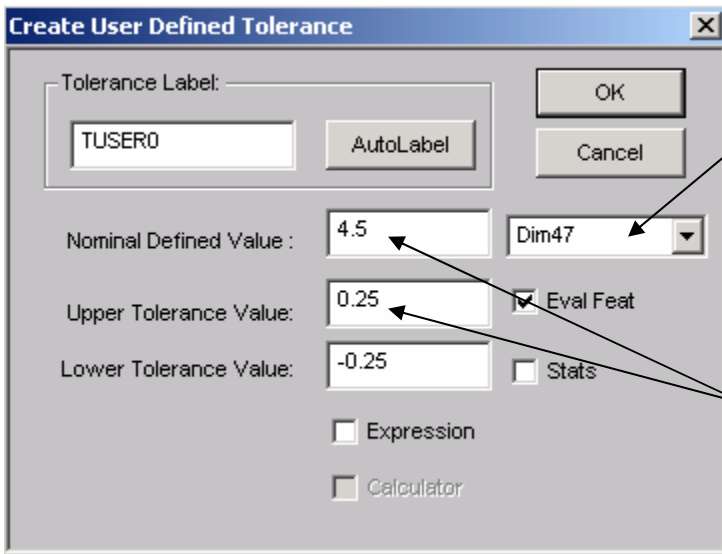 Create User Defined Tolerance
Tolerance Label:
TUSER0
AutoLabel
OK
Cancel
Nominal Defined Value :
4.5
Dim47
Upper Tolerance Value:
0.25
Eval Feat
Lower Tolerance Value:
-0.25
Stats
Expression
Calculator